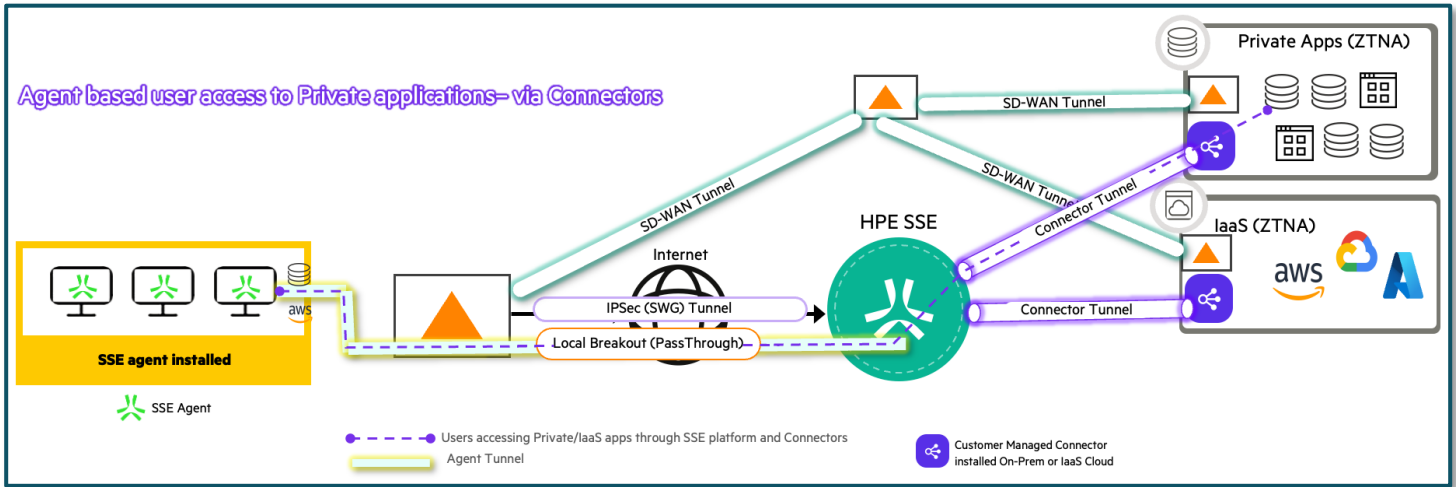 Private Apps (ZTNA)
Agent based user access to Private applications– via Connectors
SD-WAN Tunnel
SD-WAN Tunnel
SD-WAN Tunnel
Connector Tunnel
HPE SSE
IaaS (ZTNA)
Internet
aws
aws
IPSec (SWG) Tunnel
Connector Tunnel
Local Breakout (PassThrough)
SSE agent installed
SSE Agent
Users accessing Private/IaaS apps through SSE platform and Connectors
Agent Tunnel
Customer Managed Connector
installed On-Prem or IaaS Cloud